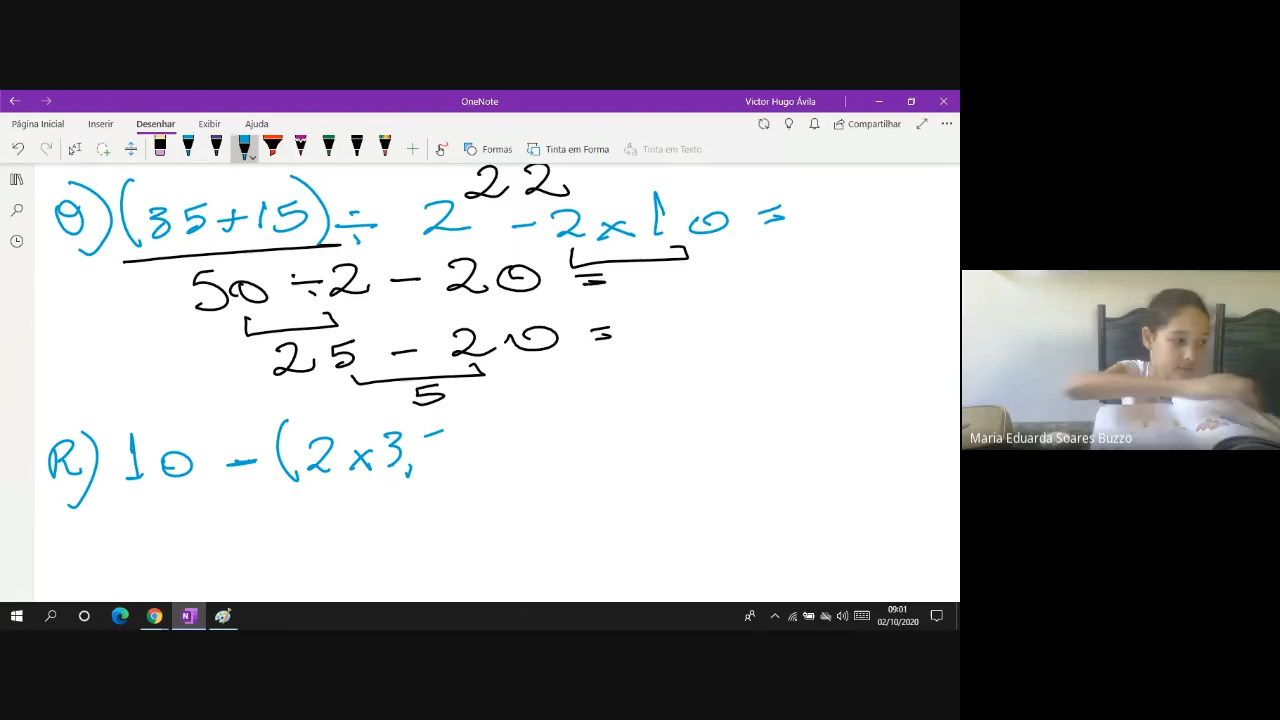 OneNote
Victor Hugo Ávila
Página Inicial Inserir Desenhar Exibir Ajuda
Compartilhar
Formas Tinta em Forma Tinta em Texto
22
Q) (35+15) ÷ 2 - 2 x 10 =
50 ÷ 2 - 20 =
25 - 20 =
5
R) 10 - (2 x 3,
Maria Eduarda Soares Buzzo
09:01
02/10/2020